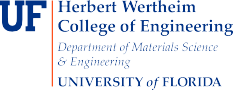 UF Herbert Wertheim
College of Engineering
Department of Materials Science
& Engineering
UNIVERSITY of FLORIDA